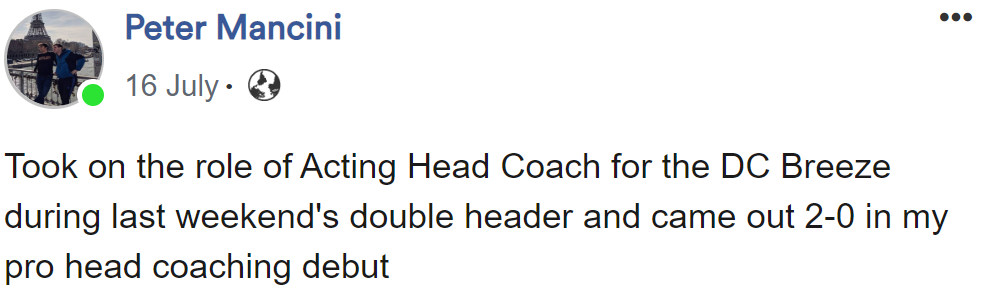 Peter Mancini
16 July ·
Took on the role of Acting Head Coach for the DC Breeze
during last weekend's double header and came out 2-0 in my
pro head coaching debut